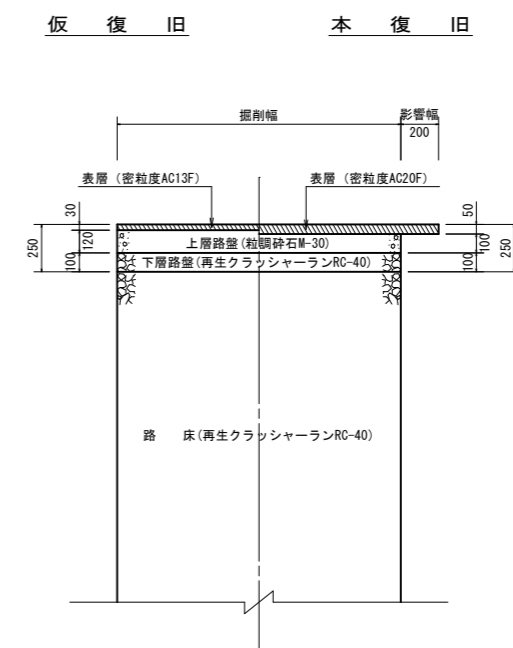 仮　復　旧
本　復　旧
掘削幅
影響幅
200
表層（密粒度AC13F）
表層（密粒度AC20F）
30
50
250
120
上層路盤(粒調砕石M-30)
100
250
100
下層路盤(再生クラッシャーランRC-40)
100
路　床(再生クラッシャーランRC-40)